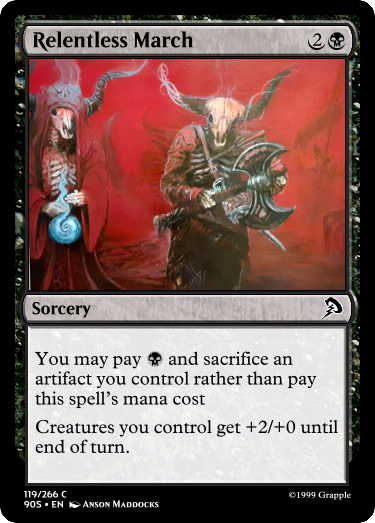 Relentless March 2
Sorcery
You may pay and sacrifice an
artifact you control rather than pay
this spell's mana cost
Creatures you control get +2/+0 until
end of turn.
119/266 C
©1999 Grapple
90S • EN Anson Maddocks